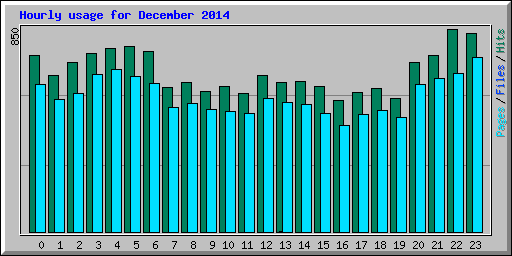 Hourly usage for December 2014
850
Pages/Files/Hits
0 1 2 3 4 5 6 7 8 9 10 11 12 13 14 15 16 17 18 19 20 21 22 23